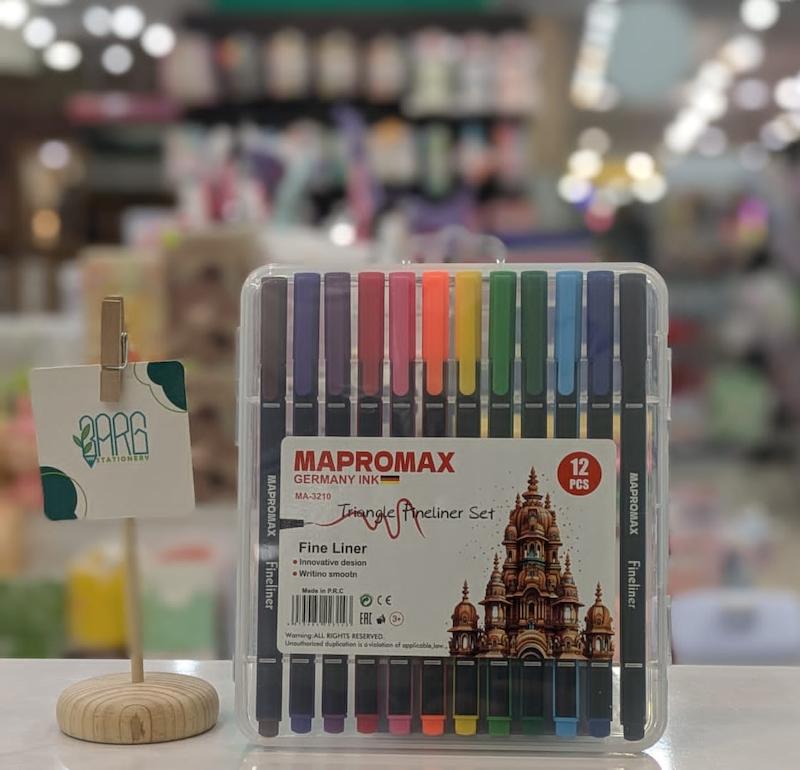 BARG
STATIONERY
MAPROMAX
GERMANY INK
12
PCS
MA-3210
Triangle Fineliner Set
Fine Liner
Innovative desion
Writino smootn
Made in P.R.C
CE
EAC
3+
Warning:ALL RIGHTS RESERVED.
Unauthorized duplication is a violation of applicable law.
MAPROMAX Fineliner
MAPROMAX Fineliner